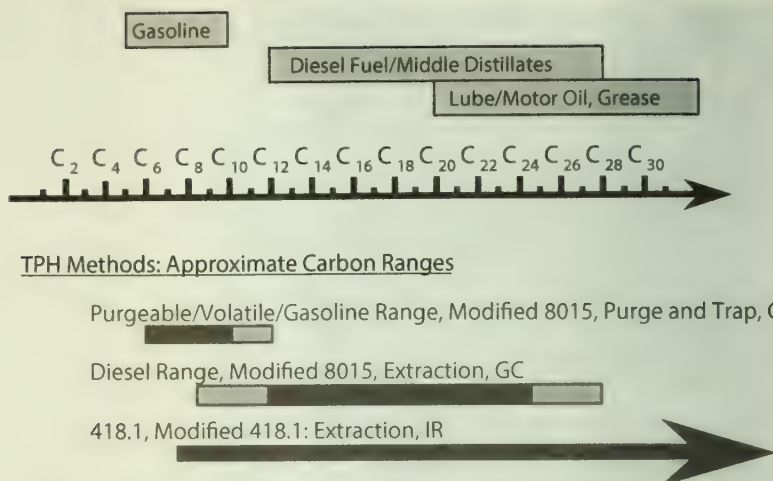 Gasoline
Diesel Fuel/Middle Distillates
Lube/Motor Oil, Grease
C2 C4 C6 C8 C10 C12 C14 C16 C18 C20 C22 C24 C26 C28 C30
TPH Methods: Approximate Carbon Ranges
Purgeable/Volatile/Gasoline Range, Modified 8015, Purge and Trap,
Diesel Range, Modified 8015, Extraction, GC
418.1, Modified 418.1: Extraction, IR